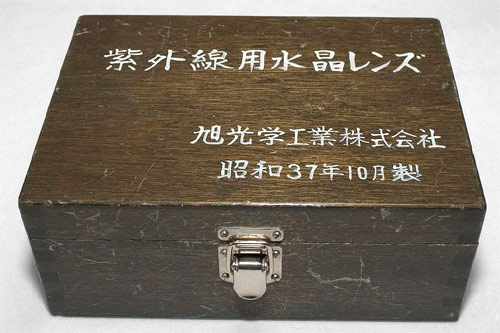 紫外線用水晶レンズ
旭光学工業株式会社
昭和37年10月製